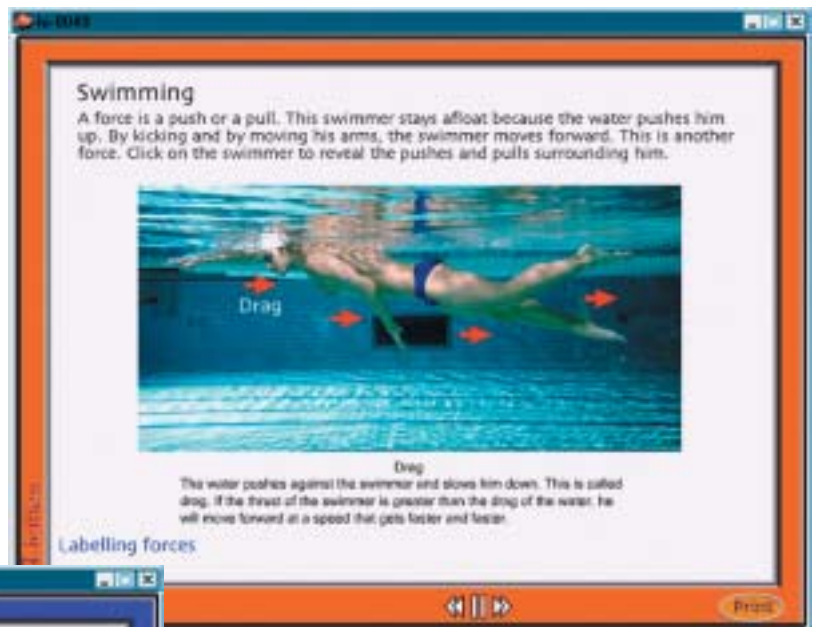 Swimming
A force is a push or a pull. This swimmer stays afloat because the water pushes him
up. By kicking and by moving his arms, the swimmer moves forward. This is another
force. Click on the swimmer to reveal the pushes and pulls surrounding him.
Drag
Drag
The water pushes against the swimmer and slows him down. This is called
drag. If the thrust of the swimmer is greater than the drag of the water, he
will move forward at a speed that gets faster and faster.
Labelling forces
Print